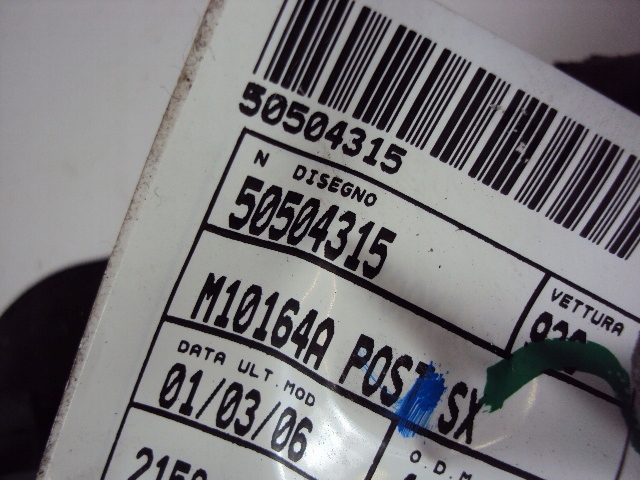 50504315
N DISEGNO
50504315
VETTURA
M10164A POST SX
DATA ULT.MOD
01/03/06
O.D.M